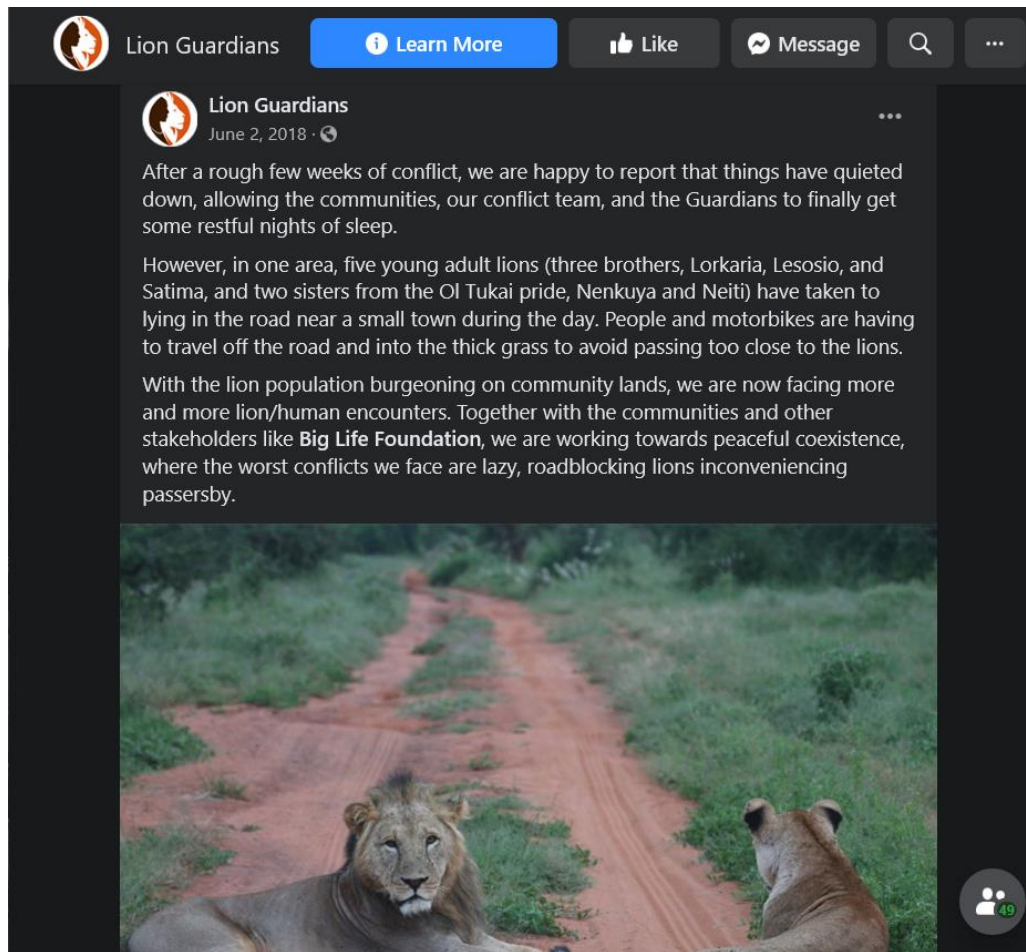 Lion Guardians
Learn More
Like
Message
Lion Guardians
June 2, 2018 ·
After a rough few weeks of conflict, we are happy to report that things have quieted
down, allowing the communities, our conflict team, and the Guardians to finally get
some restful nights of sleep.
However, in one area, five young adult lions (three brothers, Lorkaria, Lesosio, and
Satima, and two sisters from the Ol Tukai pride, Nenkuya and Neiti) have taken to
lying in the road near a small town during the day. People and motorbikes are having
to travel off the road and into the thick grass to avoid passing too close to the lions.
With the lion population burgeoning on community lands, we are now facing more
and more lion/human encounters. Together with the communities and other
stakeholders like Big Life Foundation, we are working towards peaceful coexistence,
where the worst conflicts we face are lazy, roadblocking lions inconveniencing
passersby.
49